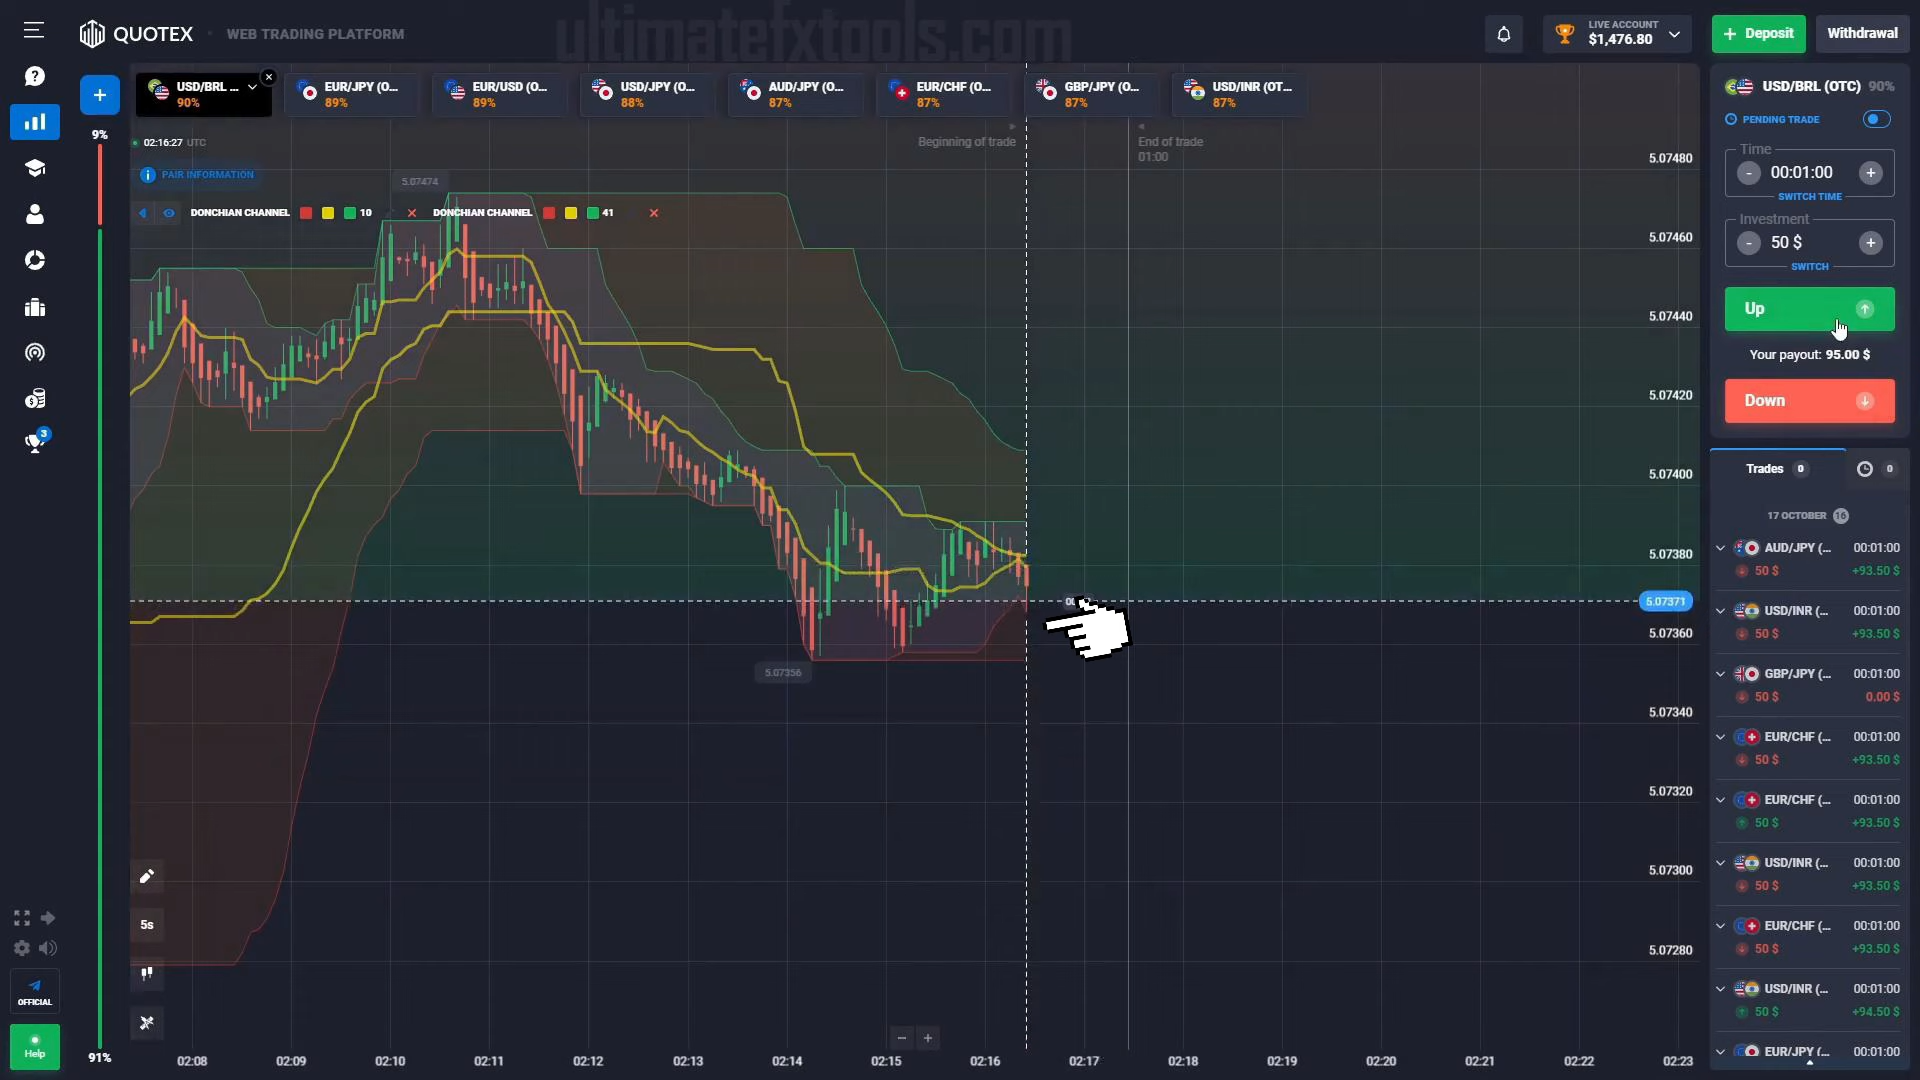 ultimatefxtools.com
QUOTEX
WEB TRADING PLATFORM
LIVE ACCOUNT
$1,476.80
+ Deposit
Withdrawal
USD/BRL ...
90%
EUR/JPY (O...
89%
EUR/USD (O...
89%
USD/JPY (O...
88%
AUD/JPY (O...
87%
EUR/CHF (O...
87%
GBP/JPY (O...
87%
USD/INR (OT...
87%
9%
02:16:27 UTC
PAIR INFORMATION
DONCHIAN CHANNEL 10
DONCHIAN CHANNEL 41
Beginning of trade
End of trade
01:00
5.07474
5.07356
5.07480
5.07460
5.07440
5.07420
5.07400
5.07380
5.07371
5.07360
5.07340
5.07320
5.07300
5.07280
3
5s
OFFICIAL
Help
91%
02:08
02:09
02:10
02:11
02:12
02:13
02:14
02:15
02:16
02:17
02:18
02:19
02:20
02:21
02:22
02:23
USD/BRL (OTC) 90%
PENDING TRADE
Time
- 00:01:00 +
SWITCH TIME
Investment
- 50 $ +
SWITCH
Up
Your payout: 95.00 $
Down
Trades 0
0
17 OCTOBER 16
AUD/JPY (... 00:01:00
50 $ +93.50 $
USD/INR (... 00:01:00
50 $ +93.50 $
GBP/JPY (... 00:01:00
50 $ 0.00 $
EUR/CHF (... 00:01:00
50 $ +93.50 $
EUR/CHF (... 00:01:00
50 $ +93.50 $
USD/INR (... 00:01:00
50 $ +93.50 $
EUR/CHF (... 00:01:00
50 $ +93.50 $
USD/INR (... 00:01:00
50 $ +94.50 $
EUR/JPY (... 00:01:00